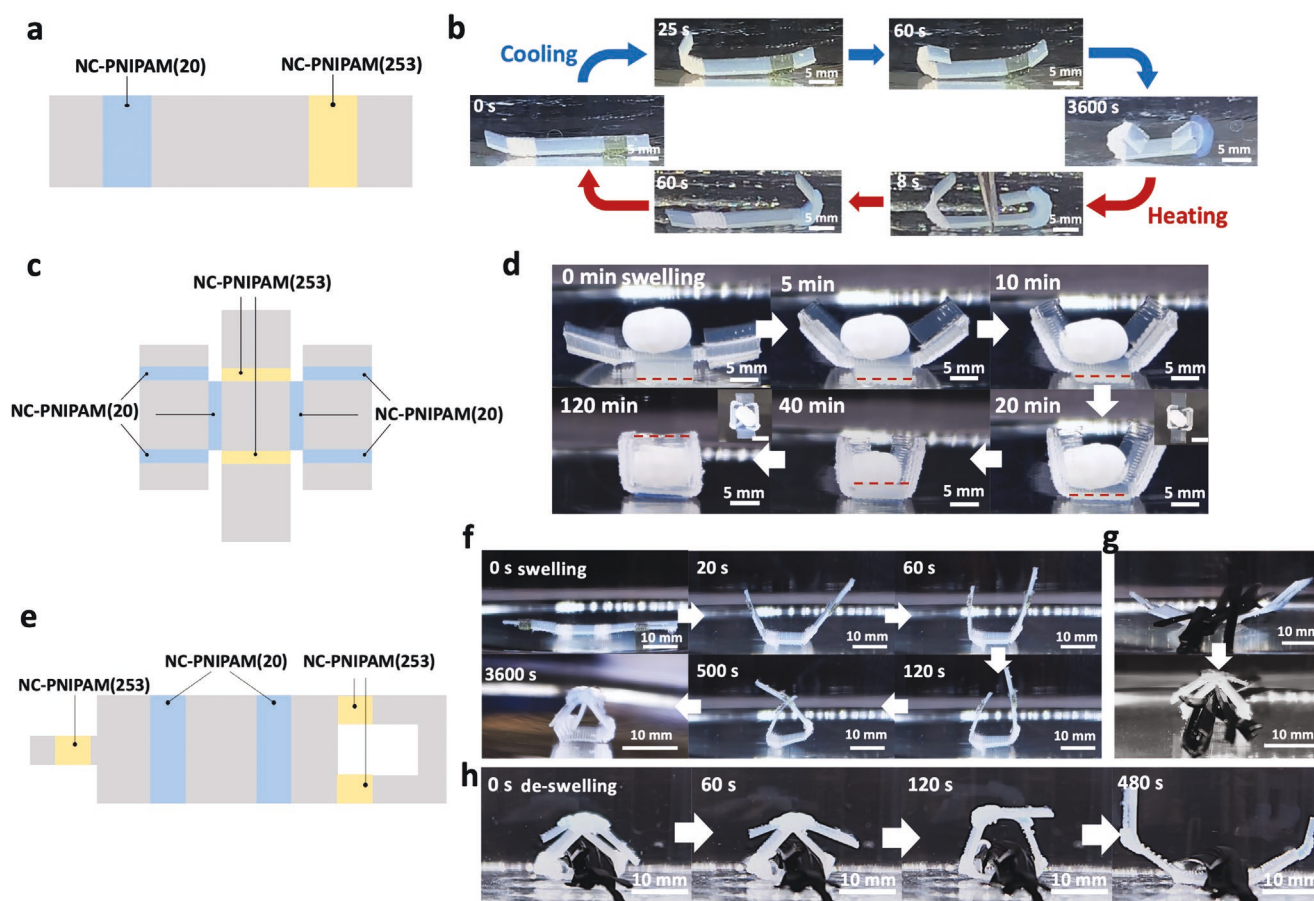 a
NC-PNIPAM(20)
NC-PNIPAM(253)
b
Cooling
25 s
5 mm
60 s
5 mm
0 s
5 mm
3600 s
5 mm
60 s
5 mm
8 s
5 mm
Heating
c
NC-PNIPAM(253)
NC-PNIPAM(20)
NC-PNIPAM(20)
d
0 min swelling
5 mm
5 min
5 mm
10 min
5 mm
120 min
5 mm
40 min
5 mm
20 min
5 mm
e
NC-PNIPAM(20)
NC-PNIPAM(253)
NC-PNIPAM(253)
f
0 s swelling
10 mm
20 s
10 mm
60 s
10 mm
3600 s
10 mm
500 s
10 mm
120 s
10 mm
g
10 mm
10 mm
h
0 s de-swelling
10 mm
60 s
10 mm
120 s
10 mm
480 s
10 mm